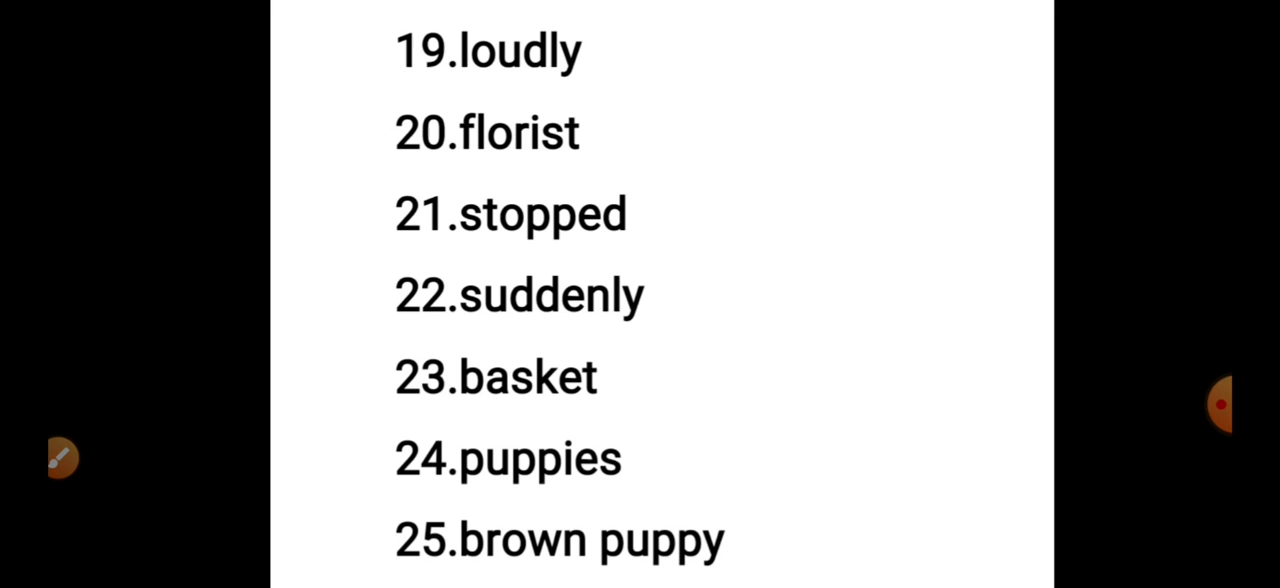 19.loudly
20.florist
21.stopped
22.suddenly
23.basket
24.puppies
25.brown puppy